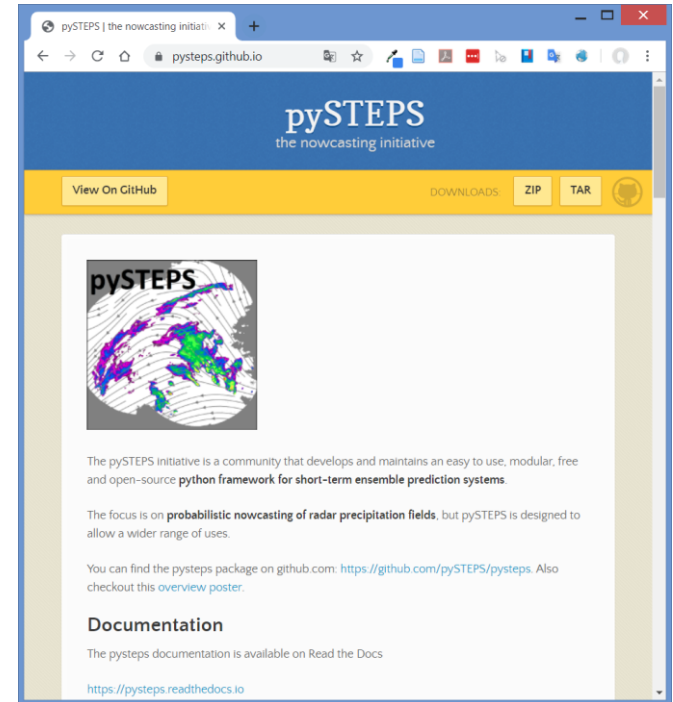 pySTEPS | the nowcasting initiativ
pysteps.github.io
pySTEPS
the nowcasting initiative
View On GitHub
DOWNLOADS:
ZIP
TAR
pySTEPS
The pySTEPS initiative is a community that develops and maintains an easy to use, modular, free
and open-source python framework for short-term ensemble prediction systems.
The focus is on probabilistic nowcasting of radar precipitation fields, but pySTEPS is designed to
allow a wider range of uses.
You can find the pysteps package on github.com: https://github.com/pySTEPS/pysteps. Also
checkout this overview poster.
Documentation
The pysteps documentation is available on Read the Docs
https://pysteps.readthedocs.io